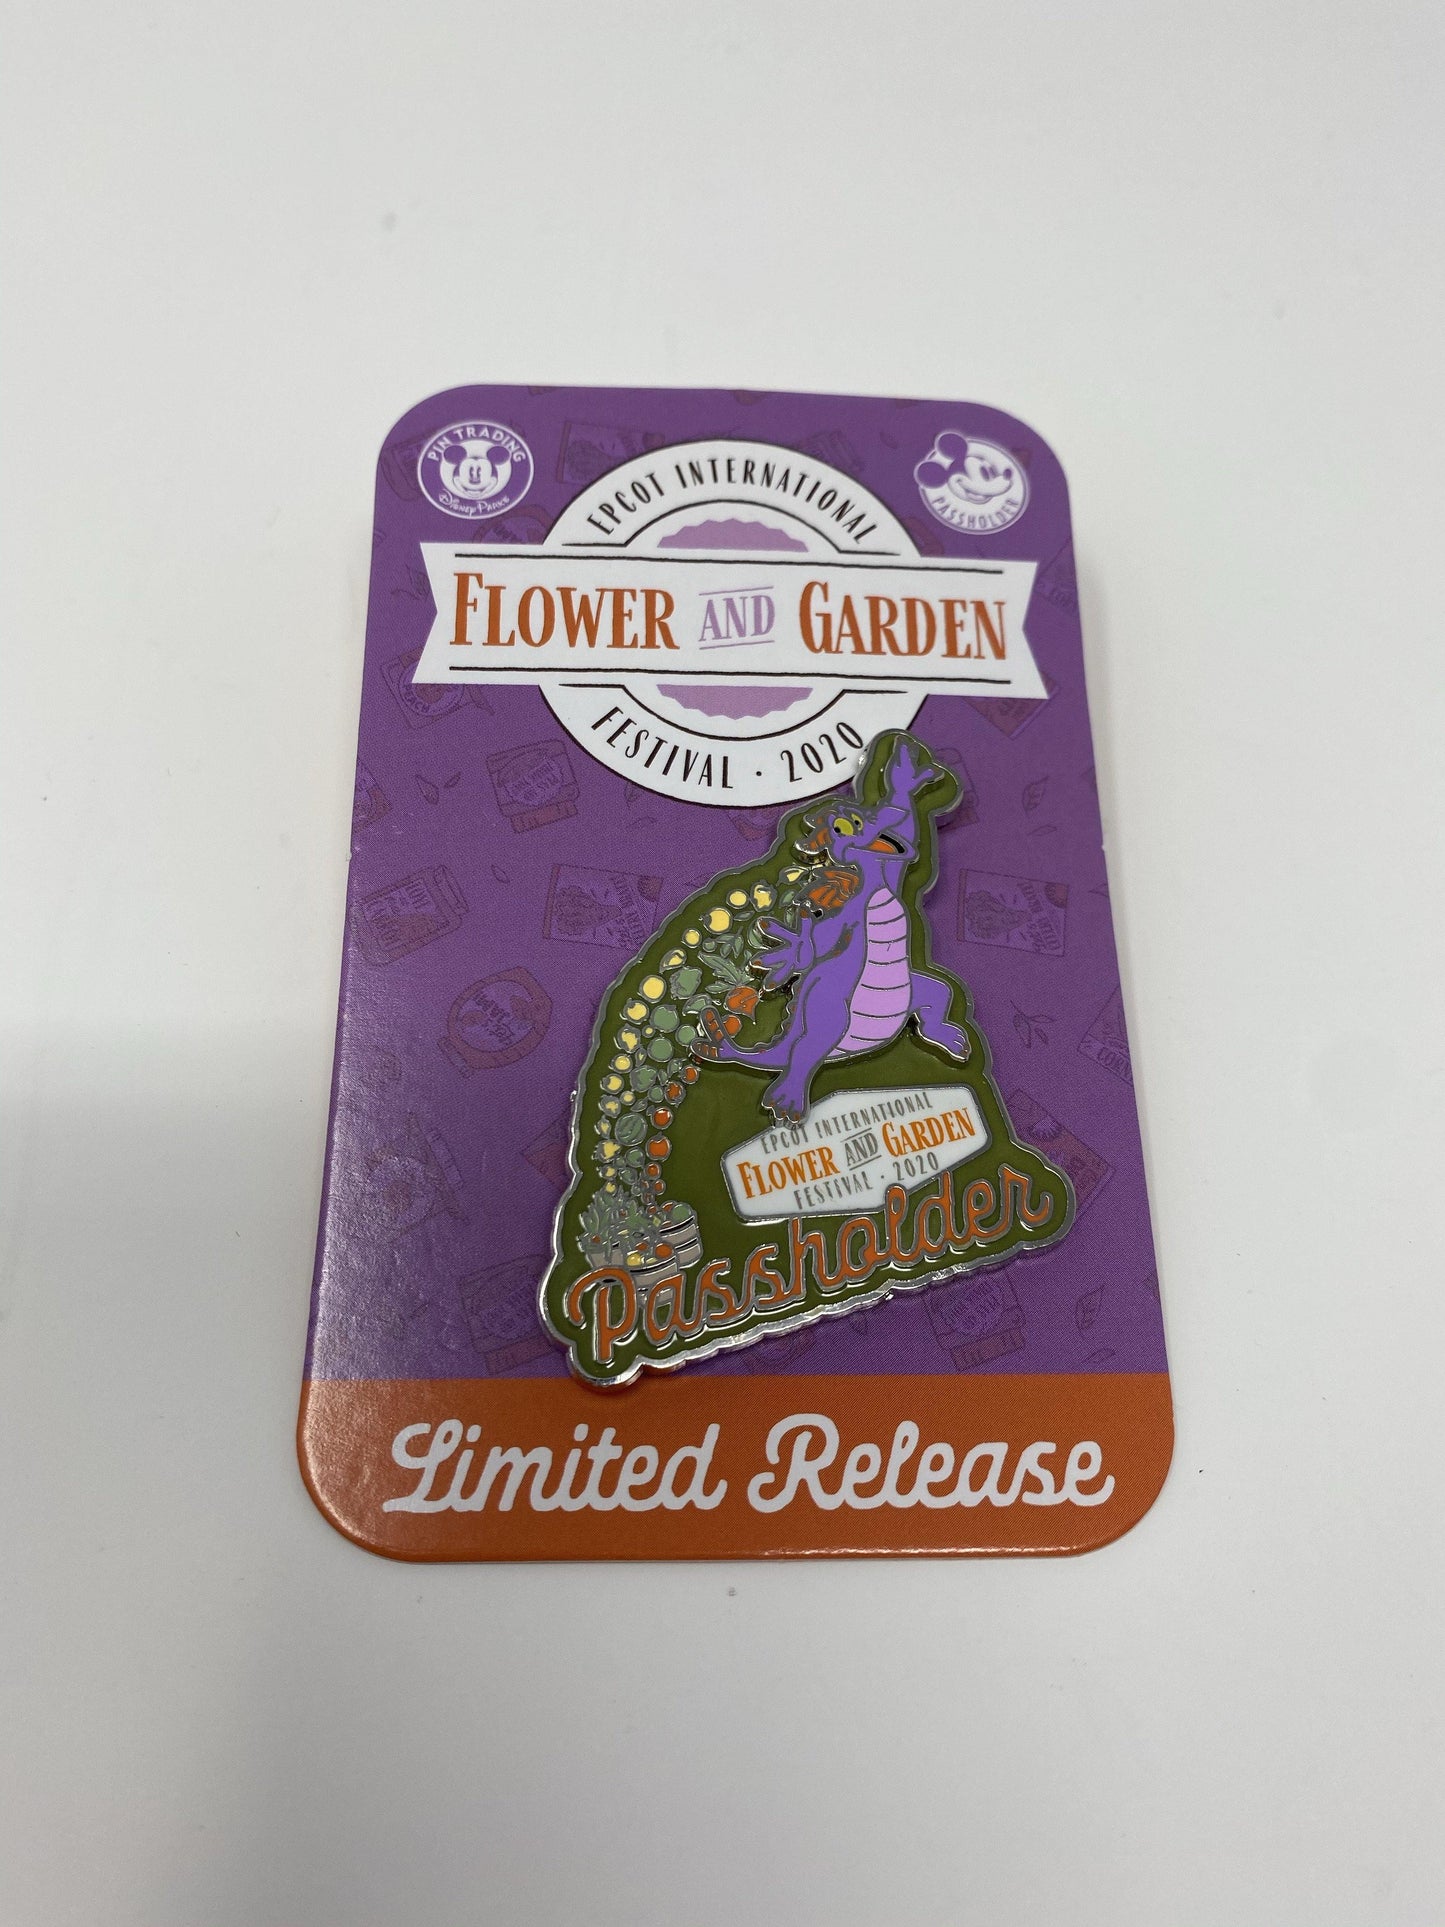 PIN TRADING
Disney Parks
PASSHOLDER
EPCOT INTERNATIONAL
FLOWER AND GARDEN
FESTIVAL · 2020
EPCOT INTERNATIONAL
FLOWER AND GARDEN
FESTIVAL · 2020
Passholder
Limited Release